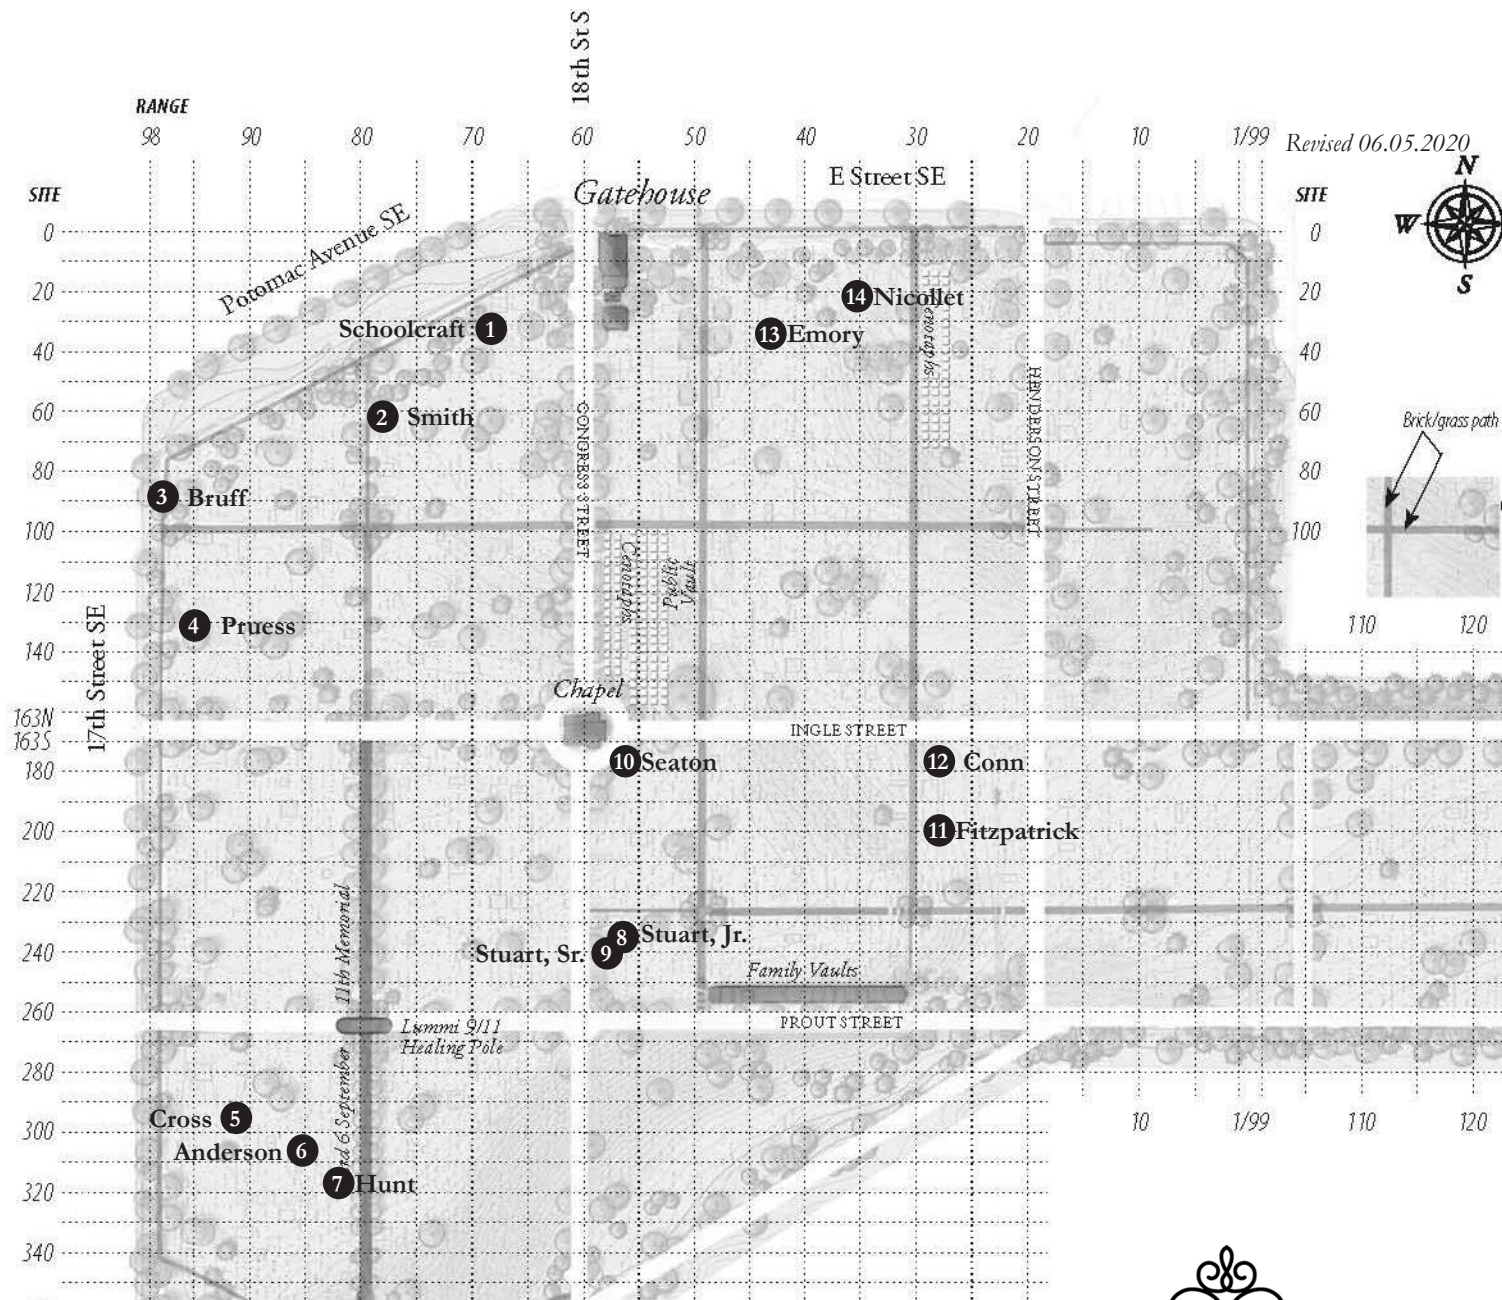 18th St S
RANGE
98 90 80 70 60 50 40 30 20 10 1/99
Revised 06.05.2020
N
W
S
E Street SE
Gatehouse
SITE
SITE
Potomac Avenue SE
0
0
20
20
14 Nicollet
Schoolcraft 1
13 Emory
Cenotaphs
40
40
HENDERSON STREET
60
60
2 Smith
CONGRESS STREET
Brick/grass path
80
80
3 Bruff
100
100
Cenotaphs
Public
Vault
120
110 120
4 Pruess
17th Street SE
140
Chapel
163N
163S
INGLE STREET
10 Seaton
12 Conn
180
200
11 Fitzpatrick
220
11th Memorial
8 Stuart, Jr.
240
Stuart, Sr. 9
Family Vaults
260
Lummi 9/11
Healing Pole
PROUT STREET
280
Cross 5
300
10 1/99 110 120
Anderson 6
nd 6 September
7 Hunt
320
340